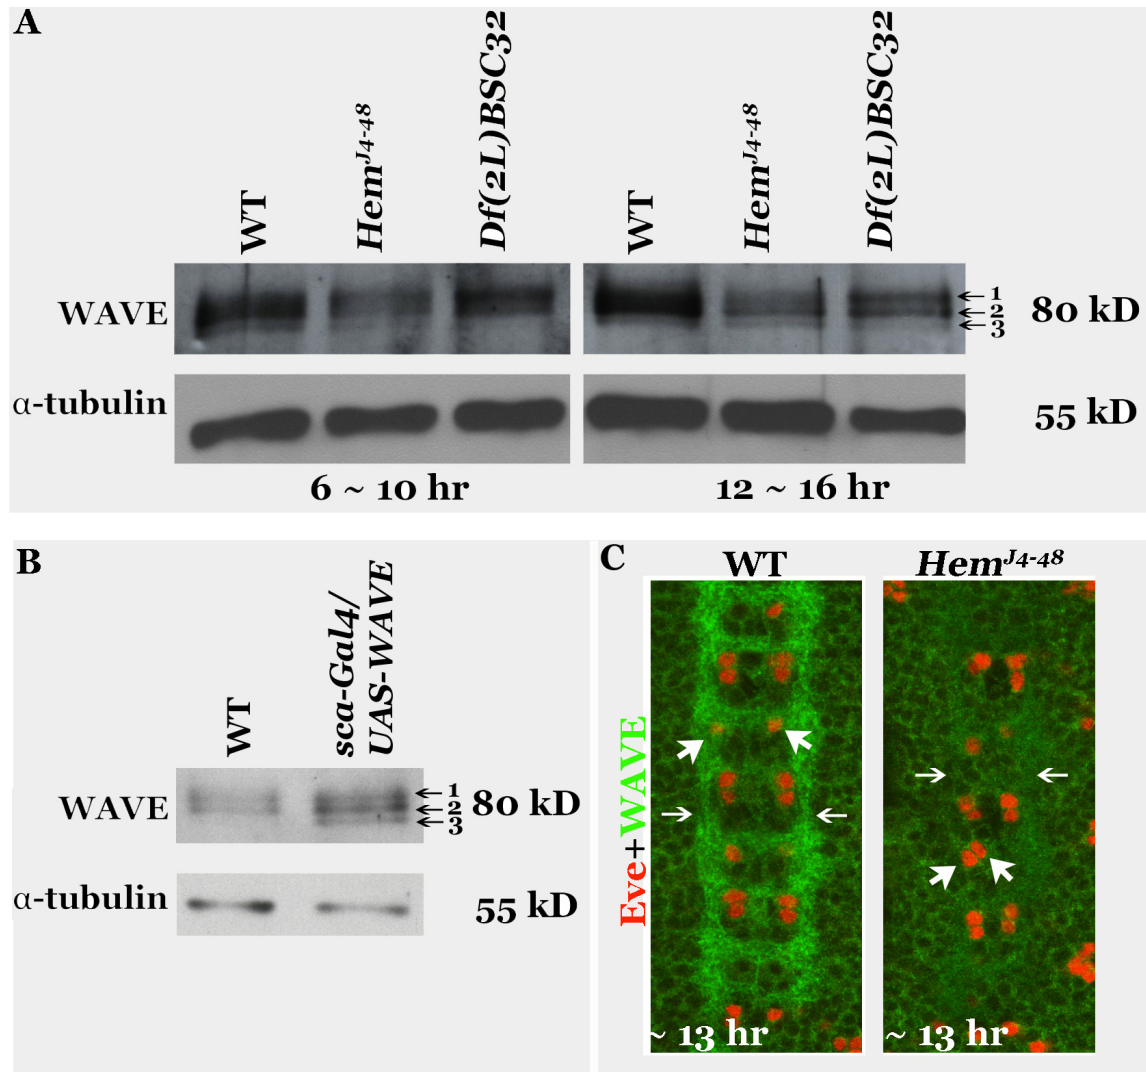 A
WT
Hem^J4-48
Df(2L)BSC32
WT
Hem^J4-48
Df(2L)BSC32
WAVE
1
2
3
80 kD
α-tubulin
55 kD
6 ~ 10 hr
12 ~ 16 hr
B
WT
sca-Gal4/
UAS-WAVE
WAVE
1
2
3
80 kD
α-tubulin
55 kD
C
WT
Hem^J4-48
Eve+WAVE
~ 13 hr
~ 13 hr